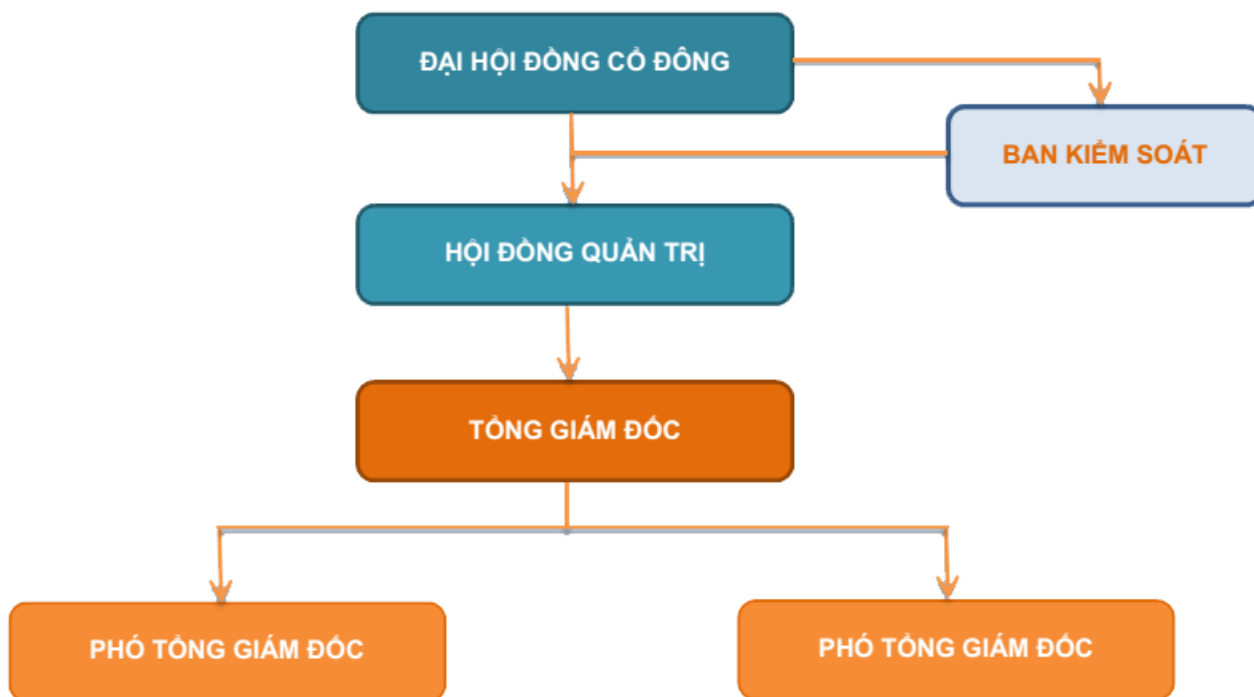 ĐẠI HỘI ĐỒNG CỔ ĐÔNG
BAN KIỂM SOÁT
HỘI ĐỒNG QUẢN TRỊ
TỔNG GIÁM ĐỐC
PHÓ TỔNG GIÁM ĐỐC
PHÓ TỔNG GIÁM ĐỐC